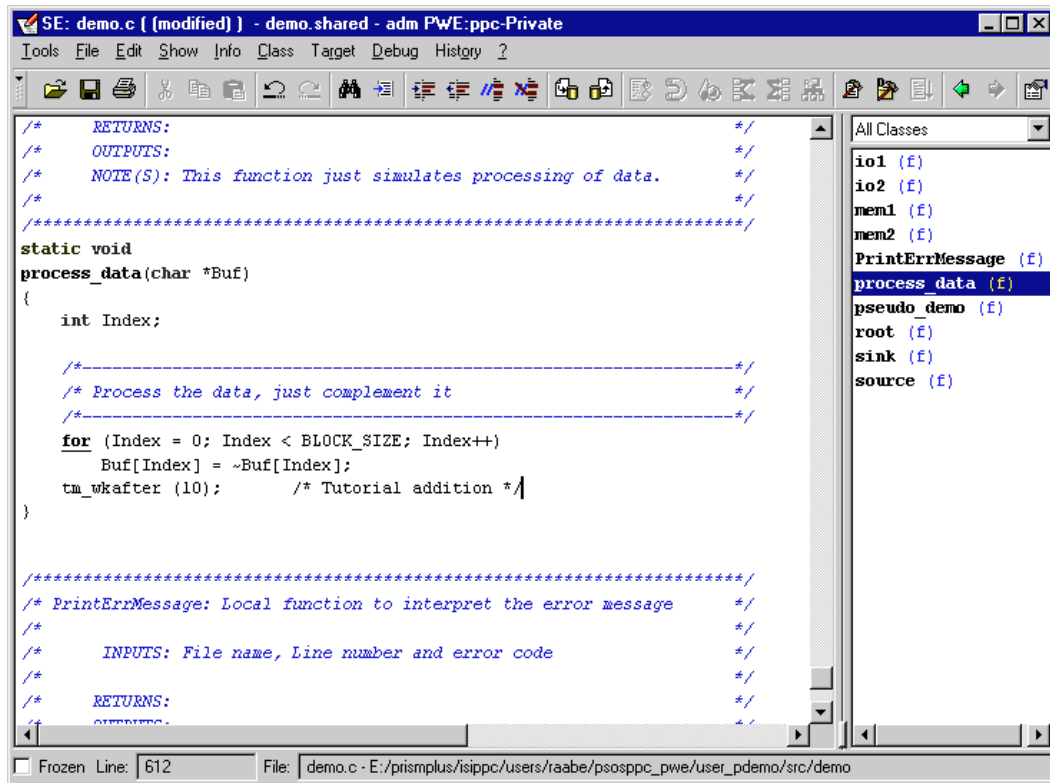 SE: demo.c ( (modified) ) - demo.shared - adm PWE:ppc-Private
Tools File Edit Show Info Class Target Debug History ?
/* RETURNS: */
/* OUTPUTS: */
/* NOTE(S): This function just simulates processing of data. */
/* */
/***********************************************************************/
static void
process_data(char *Buf)
{
int Index;
/*-----------------------------------------------------------------*/
/* Process the data, just complement it */
/*-----------------------------------------------------------------*/
for (Index = 0; Index < BLOCK_SIZE; Index++)
Buf[Index] = ~Buf[Index];
tm_wkafter (10); /* Tutorial addition */
}
/***********************************************************************/
/* PrintErrMessage: Local function to interpret the error message */
/* */
/* INPUTS: File name, Line number and error code */
/* */
/* RETURNS: */
/* OUTPUTS: */
All Classes
io1 (f)
io2 (f)
mem1 (f)
mem2 (f)
PrintErrMessage (f)
process_data (f)
pseudo_demo (f)
root (f)
sink (f)
source (f)
Frozen Line: 612 File: demo.c - E:/prismplus/isippc/users/raabe/psosppc_pwe/user_pdemo/src/demo